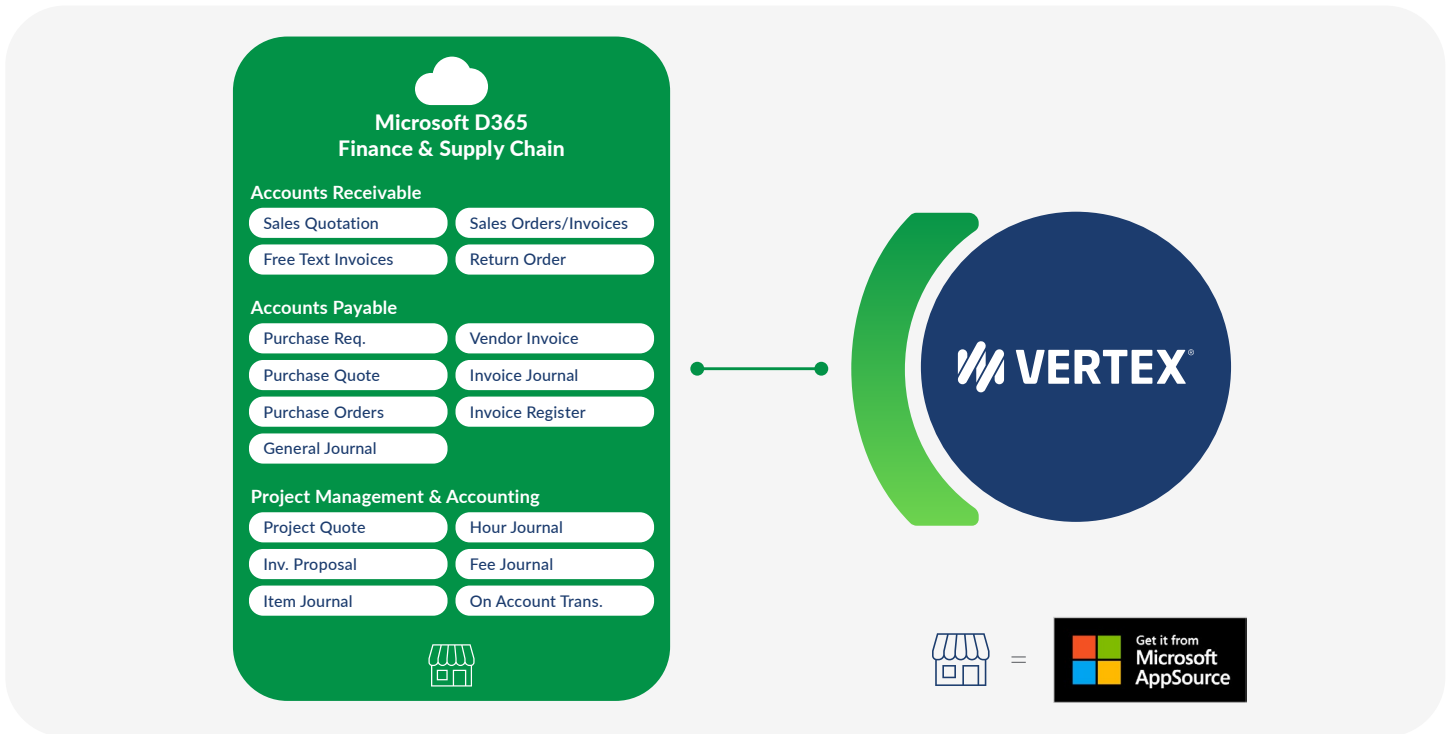 Microsoft D365
Finance & Supply Chain
Accounts Receivable
Sales Quotation
Sales Orders/Invoices
Free Text Invoices
Return Order
Accounts Payable
Purchase Req.
Vendor Invoice
Purchase Quote
Invoice Journal
Purchase Orders
Invoice Register
General Journal
Project Management & Accounting
Project Quote
Hour Journal
Inv. Proposal
Fee Journal
Item Journal
On Account Trans.
VERTEX®
=
Get it from
Microsoft
AppSource